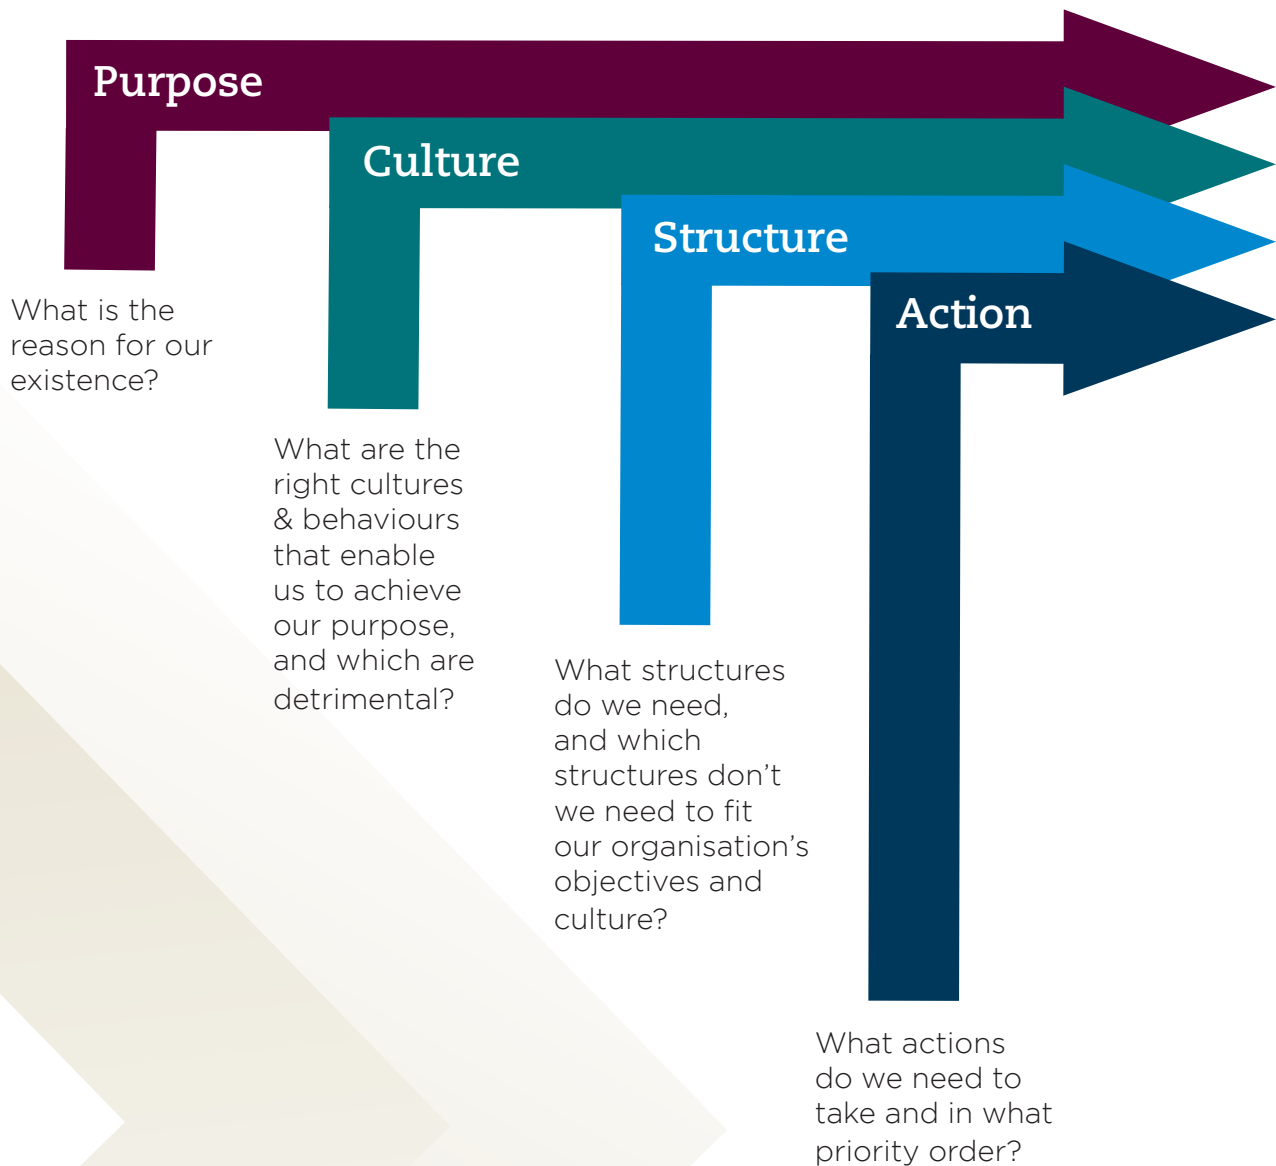 Purpose
What is the
reason for our
existence?
Culture
What are the
right cultures
& behaviours
that enable
us to achieve
our purpose,
and which are
detrimental?
Structure
What structures
do we need,
and which
structures don’t
we need to fit
our organisation’s
objectives and
culture?
Action
What actions
do we need to
take and in what
priority order?